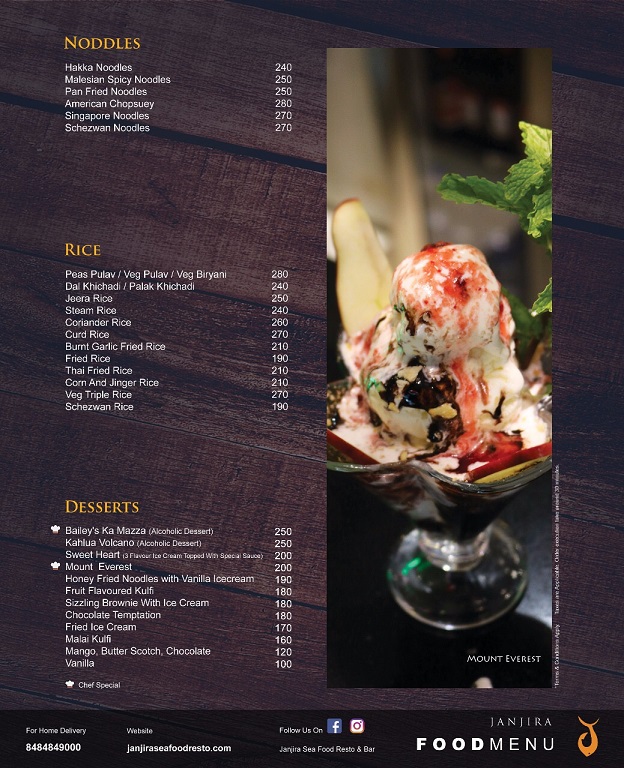 NODDLES
Hakka Noodles 240
Malesian Spicy Noodles 250
Pan Fried Noodles 250
American Chopsuey 280
Singapore Noodles 270
Schezwan Noodles 270
RICE
Peas Pulav / Veg Pulav / Veg Biryani 280
Dal Khichadi / Palak Khichadi 240
Jeera Rice 250
Steam Rice 240
Coriander Rice 260
Curd Rice 270
Burnt Garlic Fried Rice 210
Fried Rice 190
Thai Fried Rice 210
Corn And Jinger Rice 210
Veg Triple Rice 270
Schezwan Rice 190
DESSERTS
Bailey's Ka Mazza (Alcoholic Dessert) 250
Kahlua Volcano (Alcoholic Dessert) 250
Sweet Heart (3 Flavour Ice Cream Topped With Special Sauce) 200
Mount Everest 200
Honey Fried Noodles with Vanilla Icecream 190
Fruit Flavoured Kulfi 180
Sizzling Brownie With Ice Cream 180
Chocolate Temptation 180
Fried Ice Cream 170
Malai Kulfi 160
Mango, Butter Scotch, Chocolate 120
Vanilla 100
Chef Special
MOUNT EVEREST
*Terms & Conditions Apply. Taxes are Applicable. Order execution takes around 30 minutes.
For Home Delivery
8484849000
Website
janjiraseafoodresto.com
Follow Us On
Janjira Sea Food Resto & Bar
JANJIRA
FOODMENU